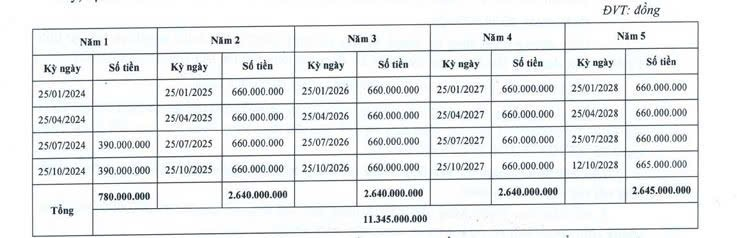 ĐVT: đồng
Năm 1 Năm 2 Năm 3 Năm 4 Năm 5
Kỳ ngày Số tiền Kỳ ngày Số tiền Kỳ ngày Số tiền Kỳ ngày Số tiền Kỳ ngày Số tiền
25/01/2024 25/01/2025 660.000.000 25/01/2026 660.000.000 25/01/2027 660.000.000 25/01/2028 660.000.000
25/04/2024 25/04/2025 660.000.000 25/04/2026 660.000.000 25/04/2027 660.000.000 25/04/2028 660.000.000
25/07/2024 390.000.000 25/07/2025 660.000.000 25/07/2026 660.000.000 25/07/2027 660.000.000 25/07/2028 660.000.000
25/10/2024 390.000.000 25/10/2025 660.000.000 25/10/2026 660.000.000 25/10/2027 660.000.000 12/10/2028 665.000.000
Tổng 780.000.000 2.640.000.000 2.640.000.000 2.640.000.000 2.645.000.000
11.345.000.000